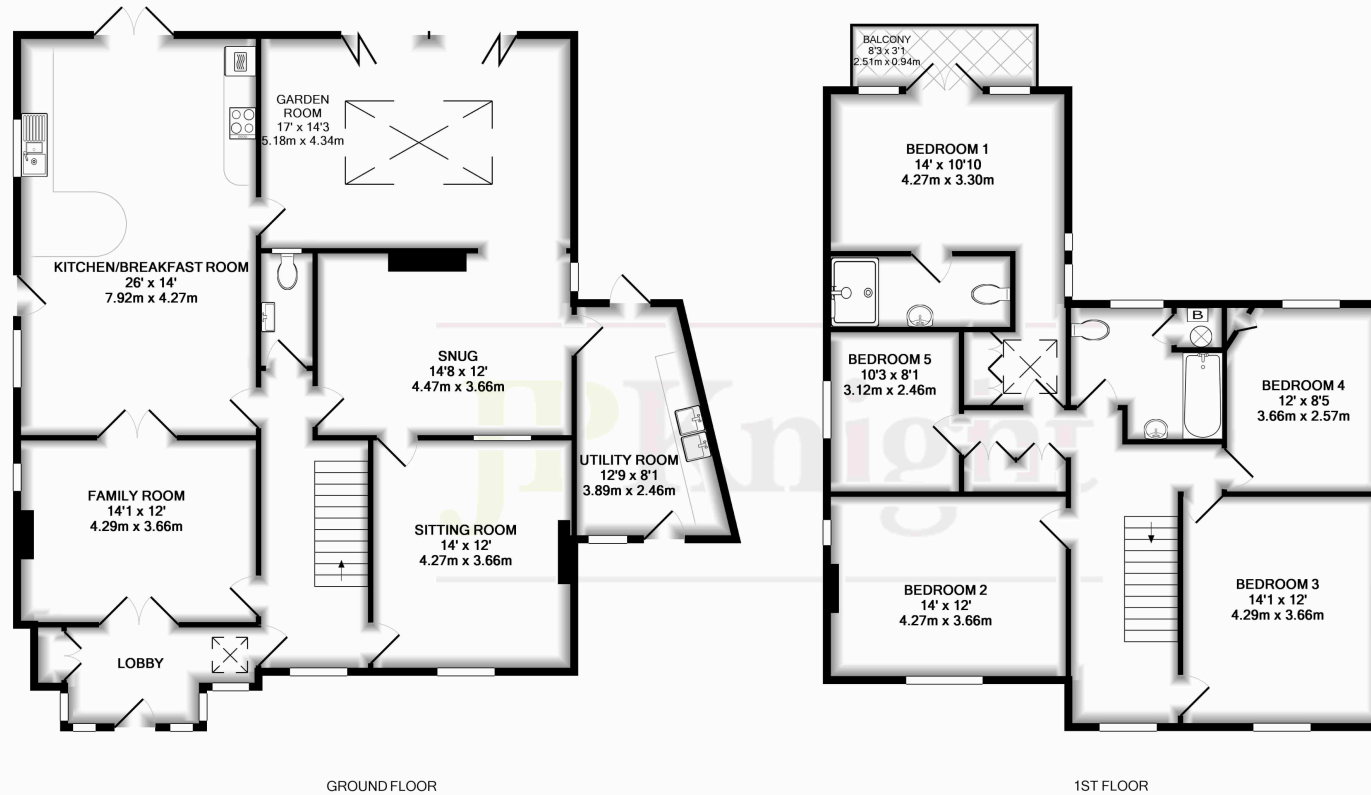 BALCONY
8'3 x 3'1
2.51m x 0.94m
GARDEN
ROOM
17' x 14'3
5.18m x 4.34m
BEDROOM 1
14' x 10'10
4.27m x 3.30m
KITCHEN/BREAKFAST ROOM
26' x 14'
7.92m x 4.27m
B
SNUG
14'8 x 12'
4.47m x 3.66m
BEDROOM 5
10'3 x 8'1
3.12m x 2.46m
BEDROOM 4
12' x 8'5
3.66m x 2.57m
JPKnight
UTILITY ROOM
12'9 x 8'1
3.89m x 2.46m
FAMILY ROOM
14'1 x 12'
4.29m x 3.66m
SITTING ROOM
14' x 12'
4.27m x 3.66m
BEDROOM 2
14' x 12'
4.27m x 3.66m
BEDROOM 3
14'1 x 12'
4.29m x 3.66m
LOBBY
GROUND FLOOR
1ST FLOOR